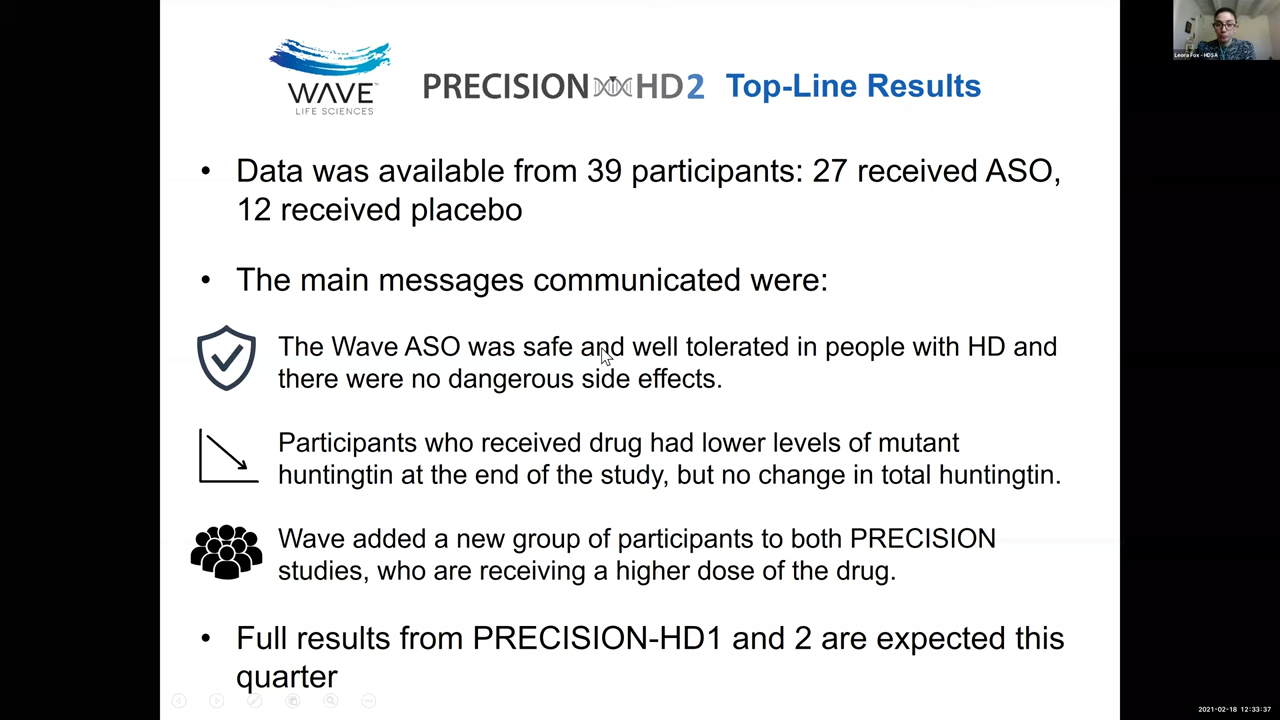 WAVE
LIFE SCIENCES
PRECISION HD2 Top-Line Results
• Data was available from 39 participants: 27 received ASO,
12 received placebo
• The main messages communicated were:
The Wave ASO was safe and well tolerated in people with HD and
there were no dangerous side effects.
Participants who received drug had lower levels of mutant
huntingtin at the end of the study, but no change in total huntingtin.
Wave added a new group of participants to both PRECISION
studies, who are receiving a higher dose of the drug.
• Full results from PRECISION-HD1 and 2 are expected this
quarter
Leora Fox - HDSA
2021-02-18 12:33:37